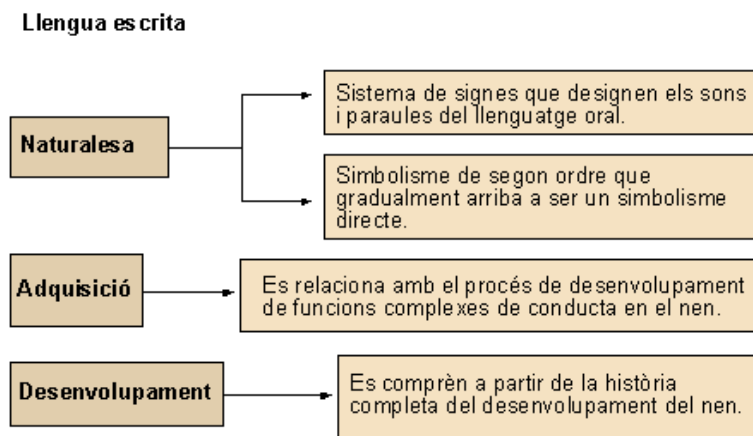 Llengua escrita
Naturalesa
Sistema de signes que designen els sons
i paraules del llenguatge oral.
Simbolisme de segon ordre que
gradualment arriba a ser un simbolisme
directe.
Adquisició
Es relaciona amb el procés de desenvolupament
de funcions complexes de conducta en el nen.
Desenvolupament
Es comprèn a partir de la història
completa del desenvolupament del nen.